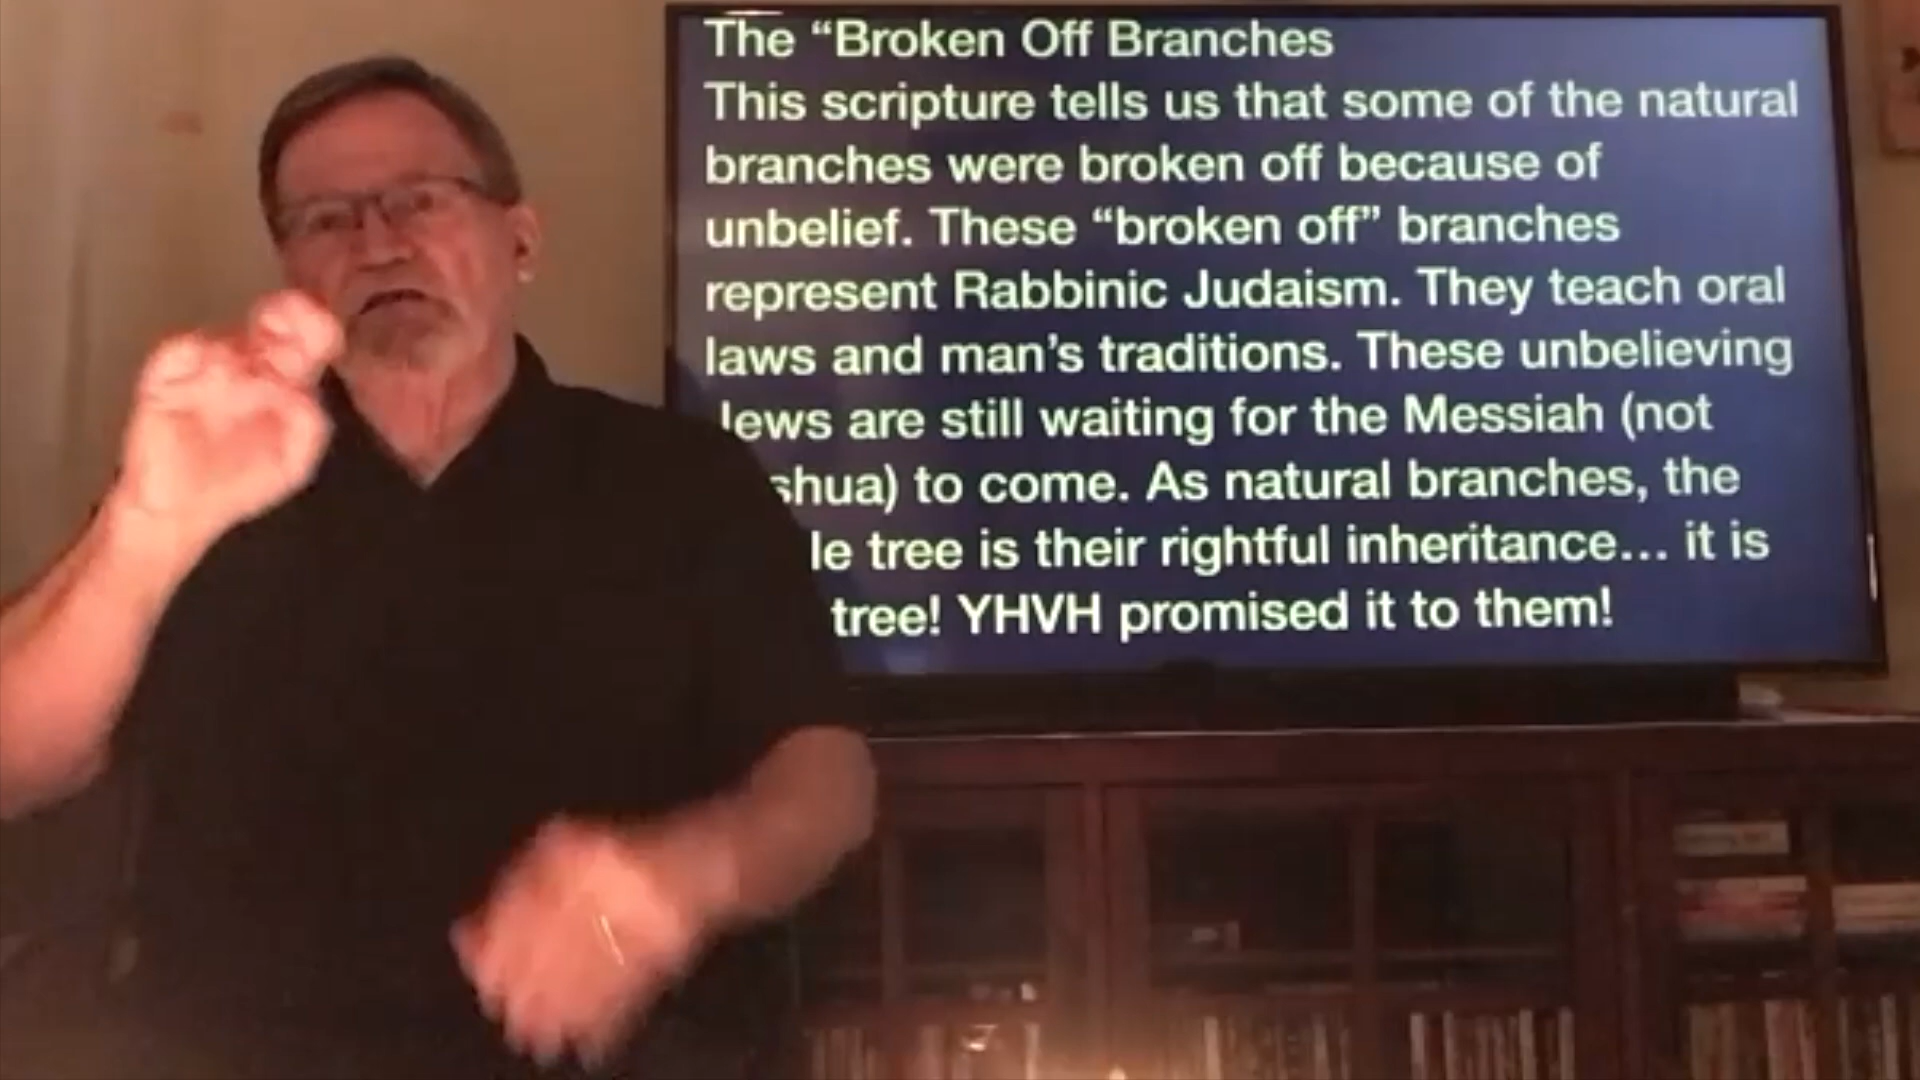 The “Broken Off Branches
This scripture tells us that some of the natural
branches were broken off because of
unbelief. These “broken off” branches
represent Rabbinic Judaism. They teach oral
laws and man’s traditions. These unbelieving
Jews are still waiting for the Messiah (not
shua) to come. As natural branches, the
le tree is their rightful inheritance... it is
tree! YHVH promised it to them!